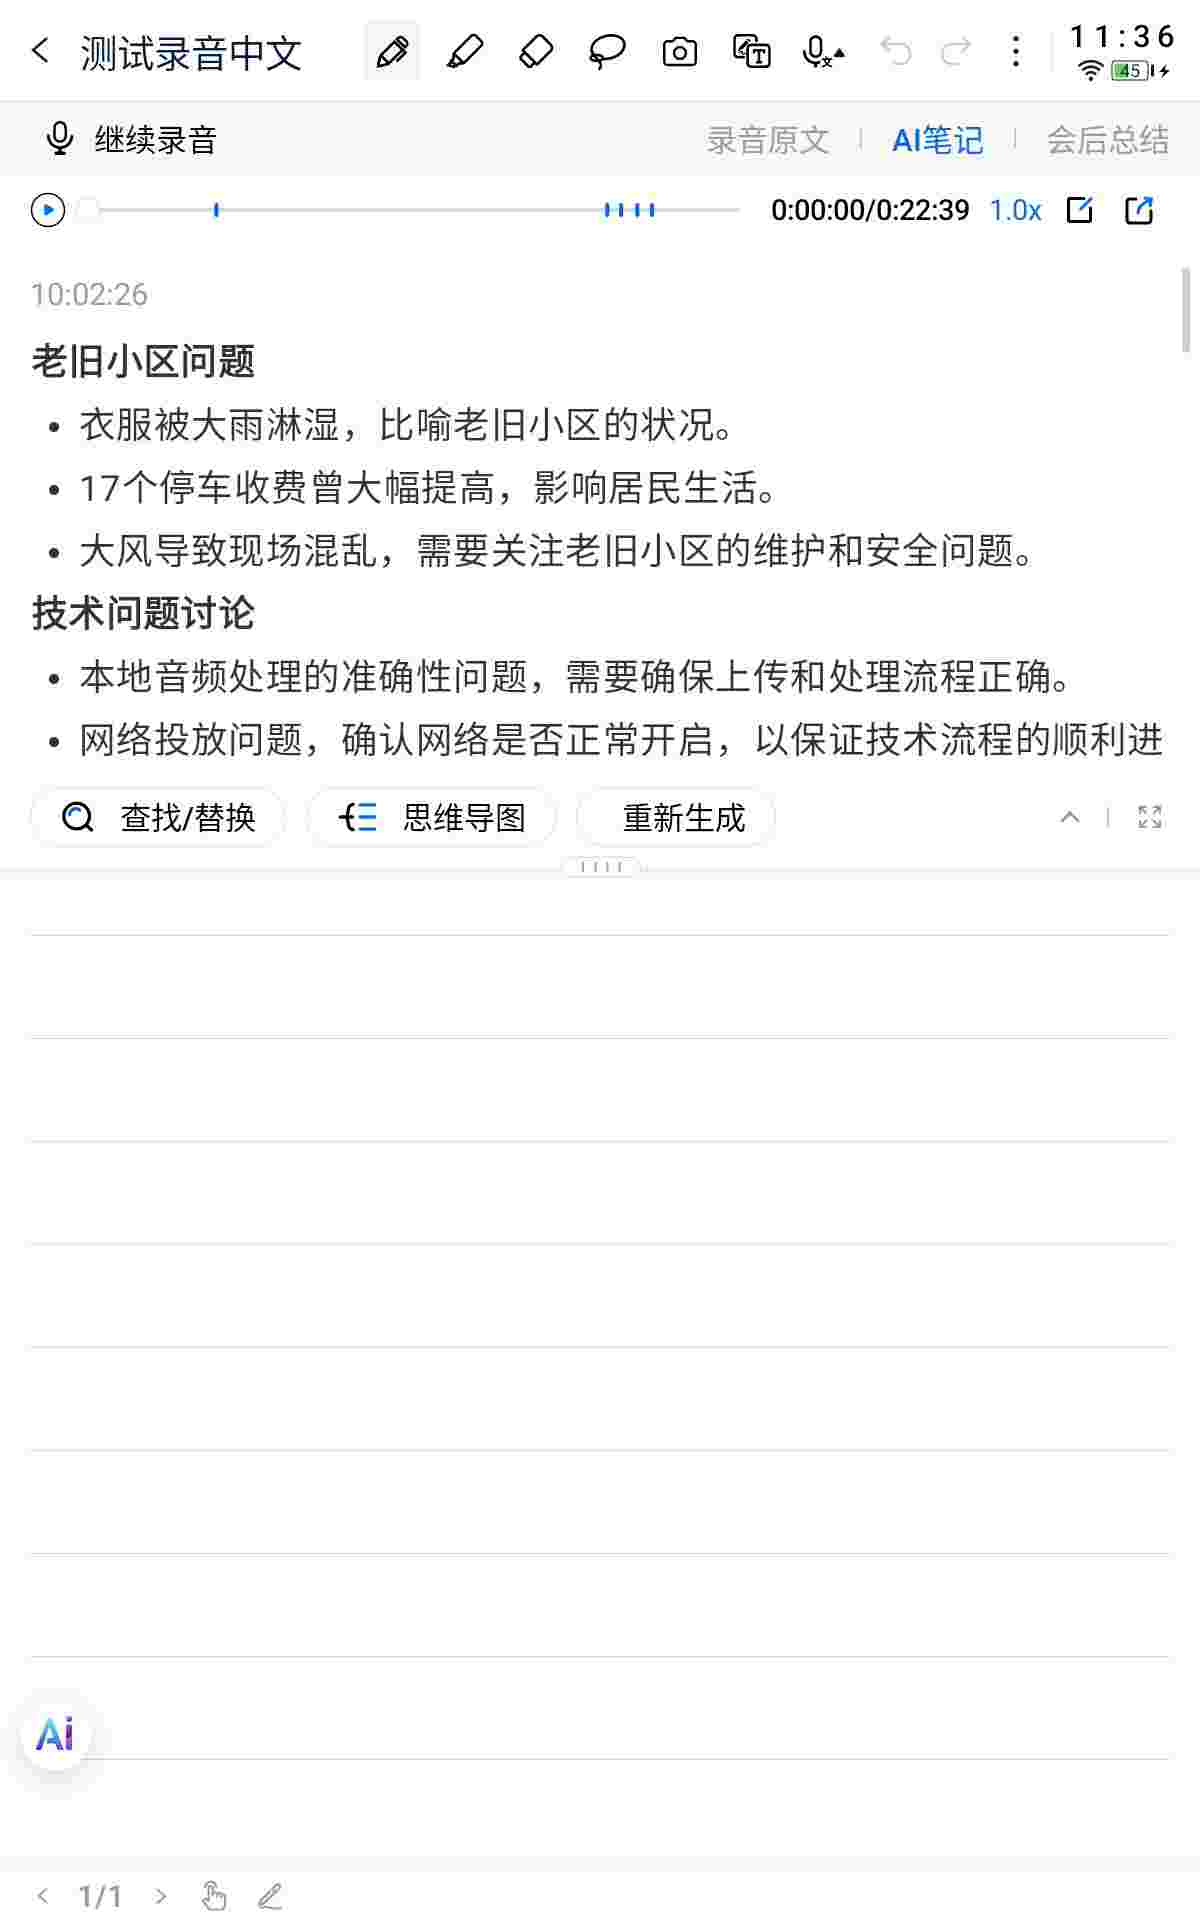 测试录音中文
11:36
45
继续录音
录音原文
AI笔记
会后总结
0:00:00/0:22:39 1.0x
10:02:26
老旧小区问题
• 衣服被大雨淋湿，比喻老旧小区的状况。
• 17个停车收费曾大幅提高，影响居民生活。
• 大风导致现场混乱，需要关注老旧小区的维护和安全问题。
技术问题讨论
• 本地音频处理的准确性问题，需要确保上传和处理流程正确。
• 网络投放问题，确认网络是否正常开启，以保证技术流程的顺利进
查找/替换
思维导图
重新生成
Ai
1/1